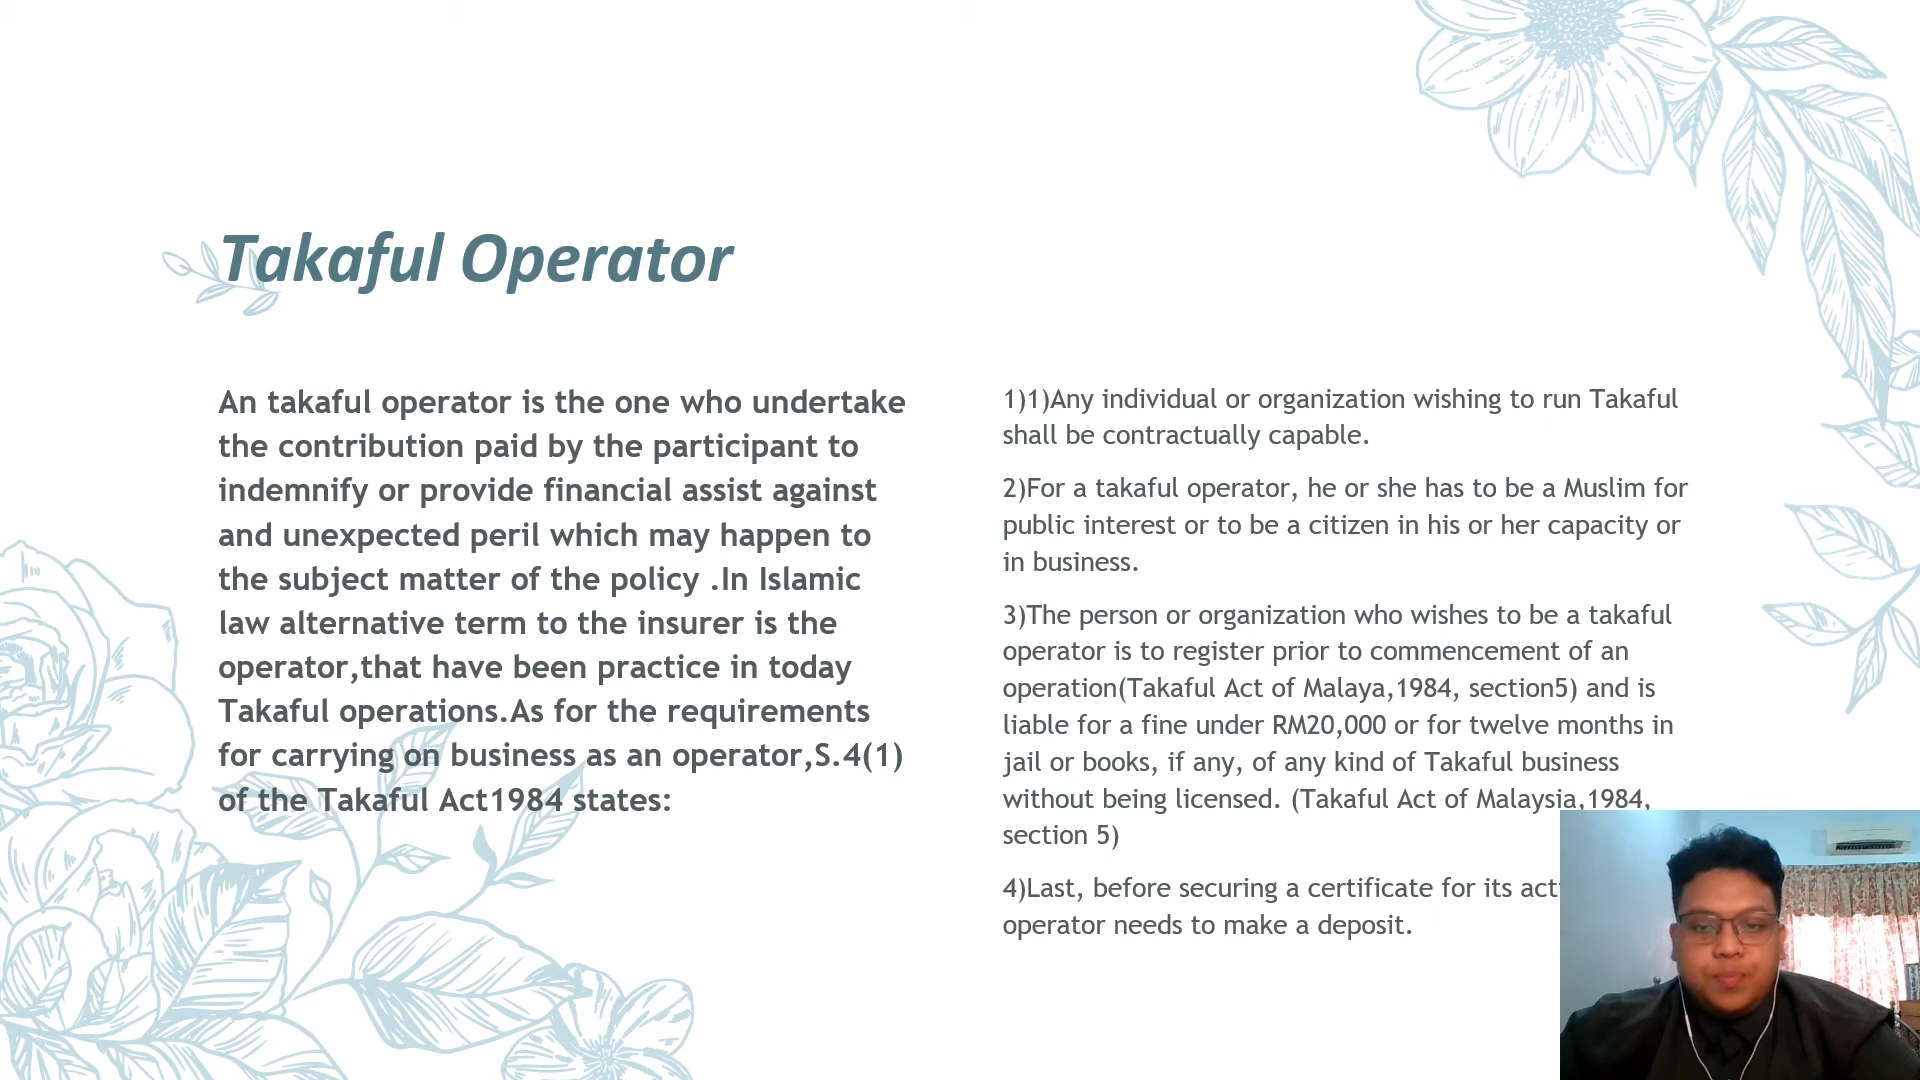 Takaful Operator
An takaful operator is the one who undertake
the contribution paid by the participant to
indemnify or provide financial assist against
and unexpected peril which may happen to
the subject matter of the policy .In Islamic
law alternative term to the insurer is the
operator,that have been practice in today
Takaful operations.As for the requirements
for carrying on business as an operator,S.4(1)
of the Takaful Act1984 states:
1)1)Any individual or organization wishing to run Takaful
shall be contractually capable.
2)For a takaful operator, he or she has to be a Muslim for
public interest or to be a citizen in his or her capacity or
in business.
3)The person or organization who wishes to be a takaful
operator is to register prior to commencement of an
operation(Takaful Act of Malaya,1984, section5) and is
liable for a fine under RM20,000 or for twelve months in
jail or books, if any, of any kind of Takaful business
without being licensed. (Takaful Act of Malaysia,1984,
section 5)
4)Last, before securing a certificate for its
operator needs to make a deposit.